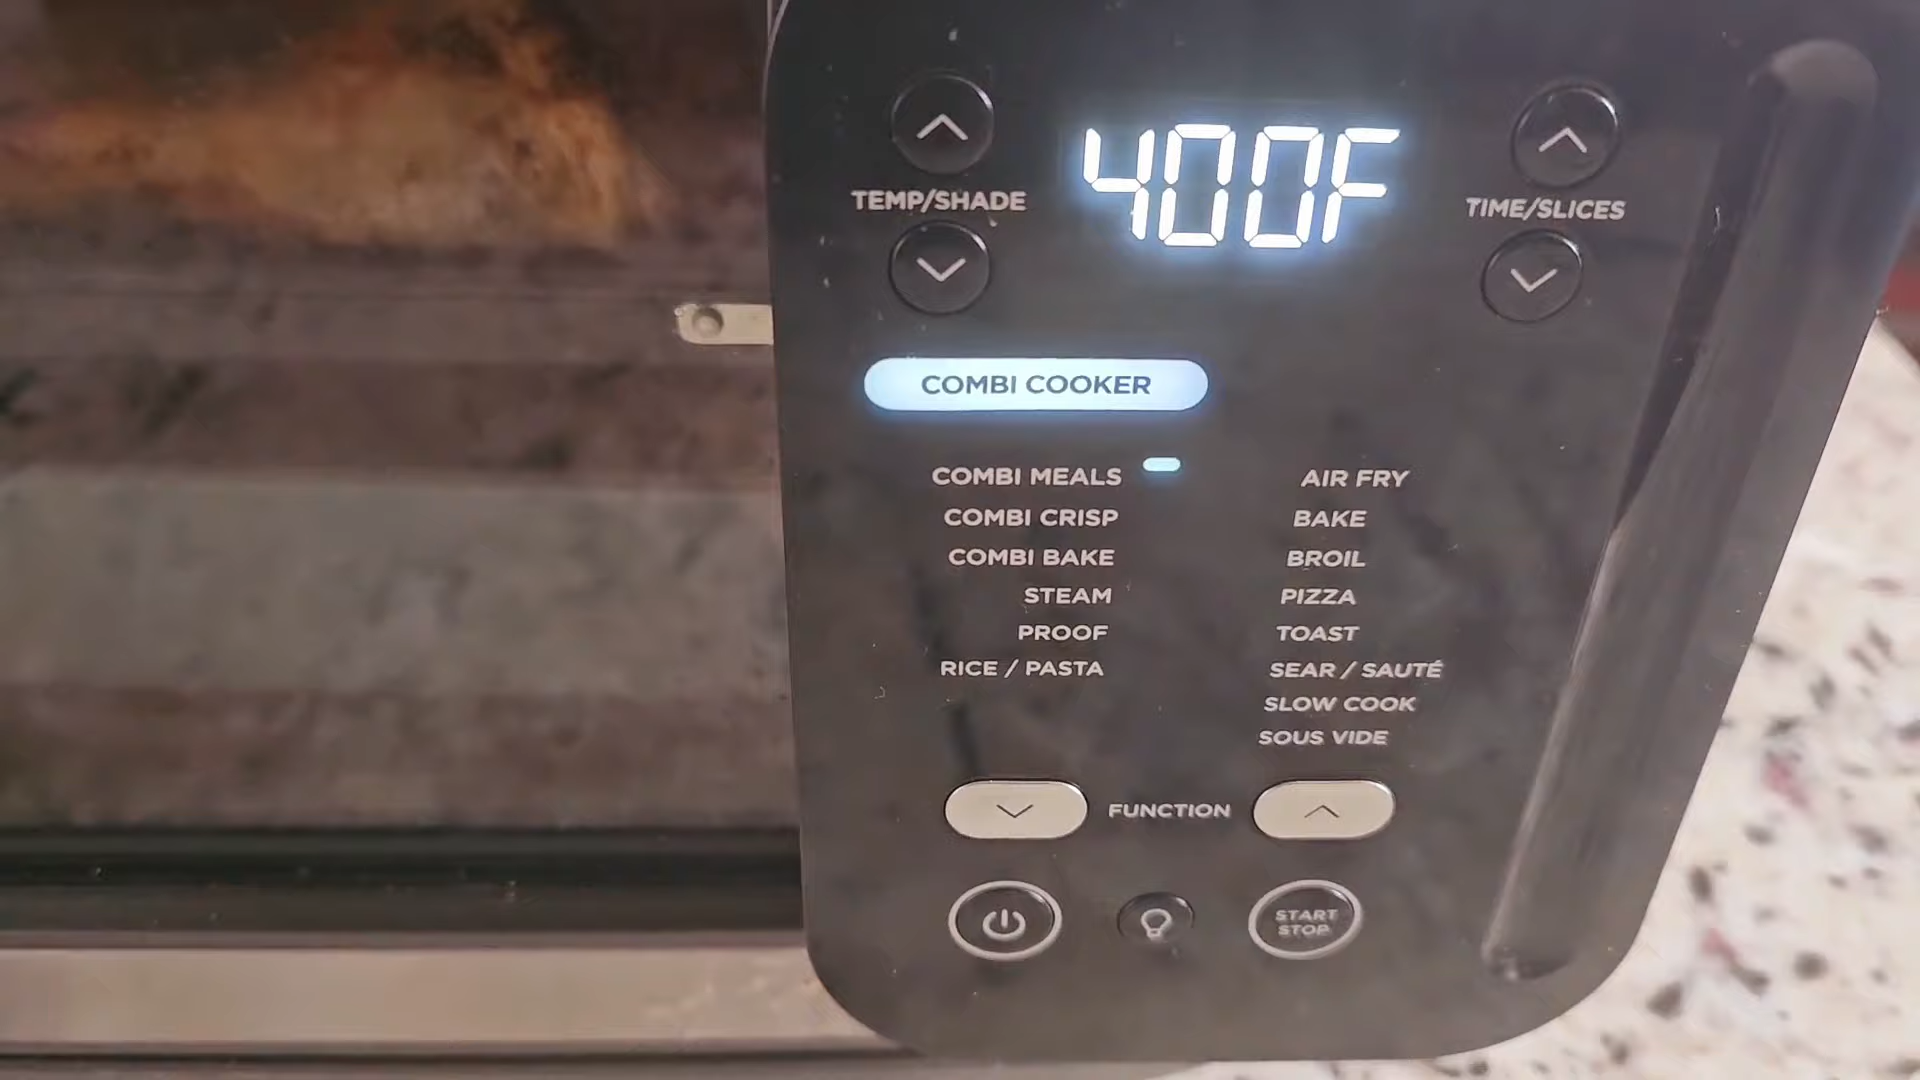 400F
TEMP/SHADE
TIME/SLICES
COMBI COOKER
COMBI MEALS
COMBI CRISP
COMBI BAKE
STEAM
PROOF
RICE / PASTA
AIR FRY
BAKE
BROIL
PIZZA
TOAST
SEAR / SAUTÉ
SLOW COOK
SOUS VIDE
FUNCTION
START
STOP